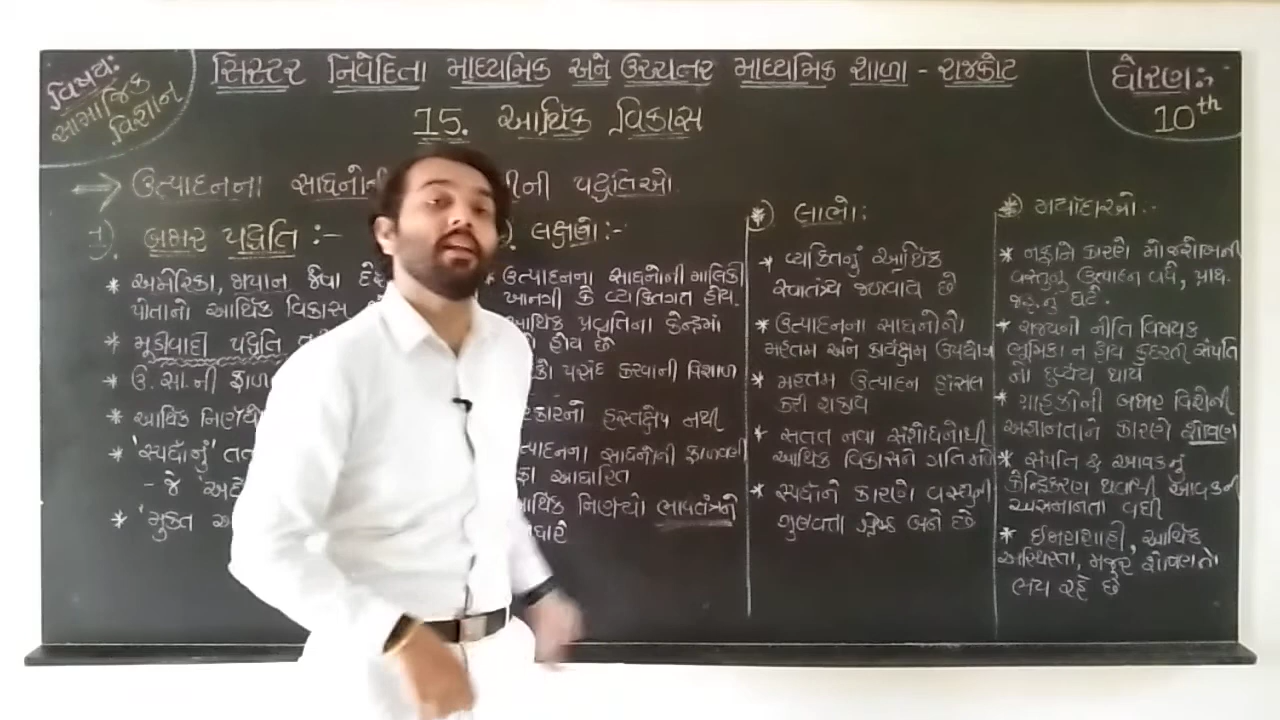 વિષય:
સામાજિક
વિજ્ઞાન
સિસ્ટર નિવેદિતા માધ્યમિક અને ઉચ્ચતર માધ્યમિક શાળા - રાજકોટ
ધોરણ:-
10th
15. આર્થિક વિકાસ
⇒ ઉત્પાદનના સાધનોની ની પદ્ધતિઓ
1) બજાર પદ્ધતિ :-
* અમેરિકા, જાપાન જેવા
પોતાનો આર્થિક વિકાસ
* મૂડીવાદી પદ્ધતિ
* ઉ. સા.ની ફાળ
* આર્થિક નિર્ણયો
* 'સ્પર્ધાનું'
- જે
* 'મુક્ત
લક્ષણો:-
* ઉત્પાદનના સાધનોની માલિકી
ખાનગી કે વ્યક્તિગત હોય.
આર્થિક પ્રવૃત્તિના કેન્દ્રમાં
હોય છે
પસંદ કરવાની વિશાળ
હસ્તક્ષેપ નથી
સાધનોની ફાળવણી
આધારિત
આર્થિક નિર્ણયો ભાવતંત્રને
આધારે
* લાભો:
* વ્યક્તિનું આર્થિક
સ્વાતંત્ર્ય જળવાય છે
* ઉત્પાદનના સાધનોનો
મહત્તમ અને કાર્યક્ષમ ઉપયોગ
* મહત્તમ ઉત્પાદન હાંસલ
કરી શકાય
* સતત નવા સંશોધનોથી
આર્થિક વિકાસને ગતિ મળે
* સ્પર્ધાને કારણે વસ્તુની
ગુણવત્તા શ્રેષ્ઠ બને છે
* મર્યાદાઓ:-
* નફાને કારણે મોજશોખની
વસ્તુનું ઉત્પાદન વધે, પ્રાથ.
જરૂ.નું ઘટે.
* રાજ્યની નીતિ વિષયક
ભૂમિકા ન હોય કુદરતી સંપત્તિ
નો દુર્વ્યય થાય
* ગ્રાહકોની બજાર વિશેની
અજ્ઞાનતાને કારણે શોષણ
* સંપત્તિ & આવકનું
કેન્દ્રિકરણ થવાથી આવકની
અસમાનતા વધી
* ઈજારાશાહી, આર્થિક
અસ્થિરતા, મજૂર શોષણનો
ભય રહે છે